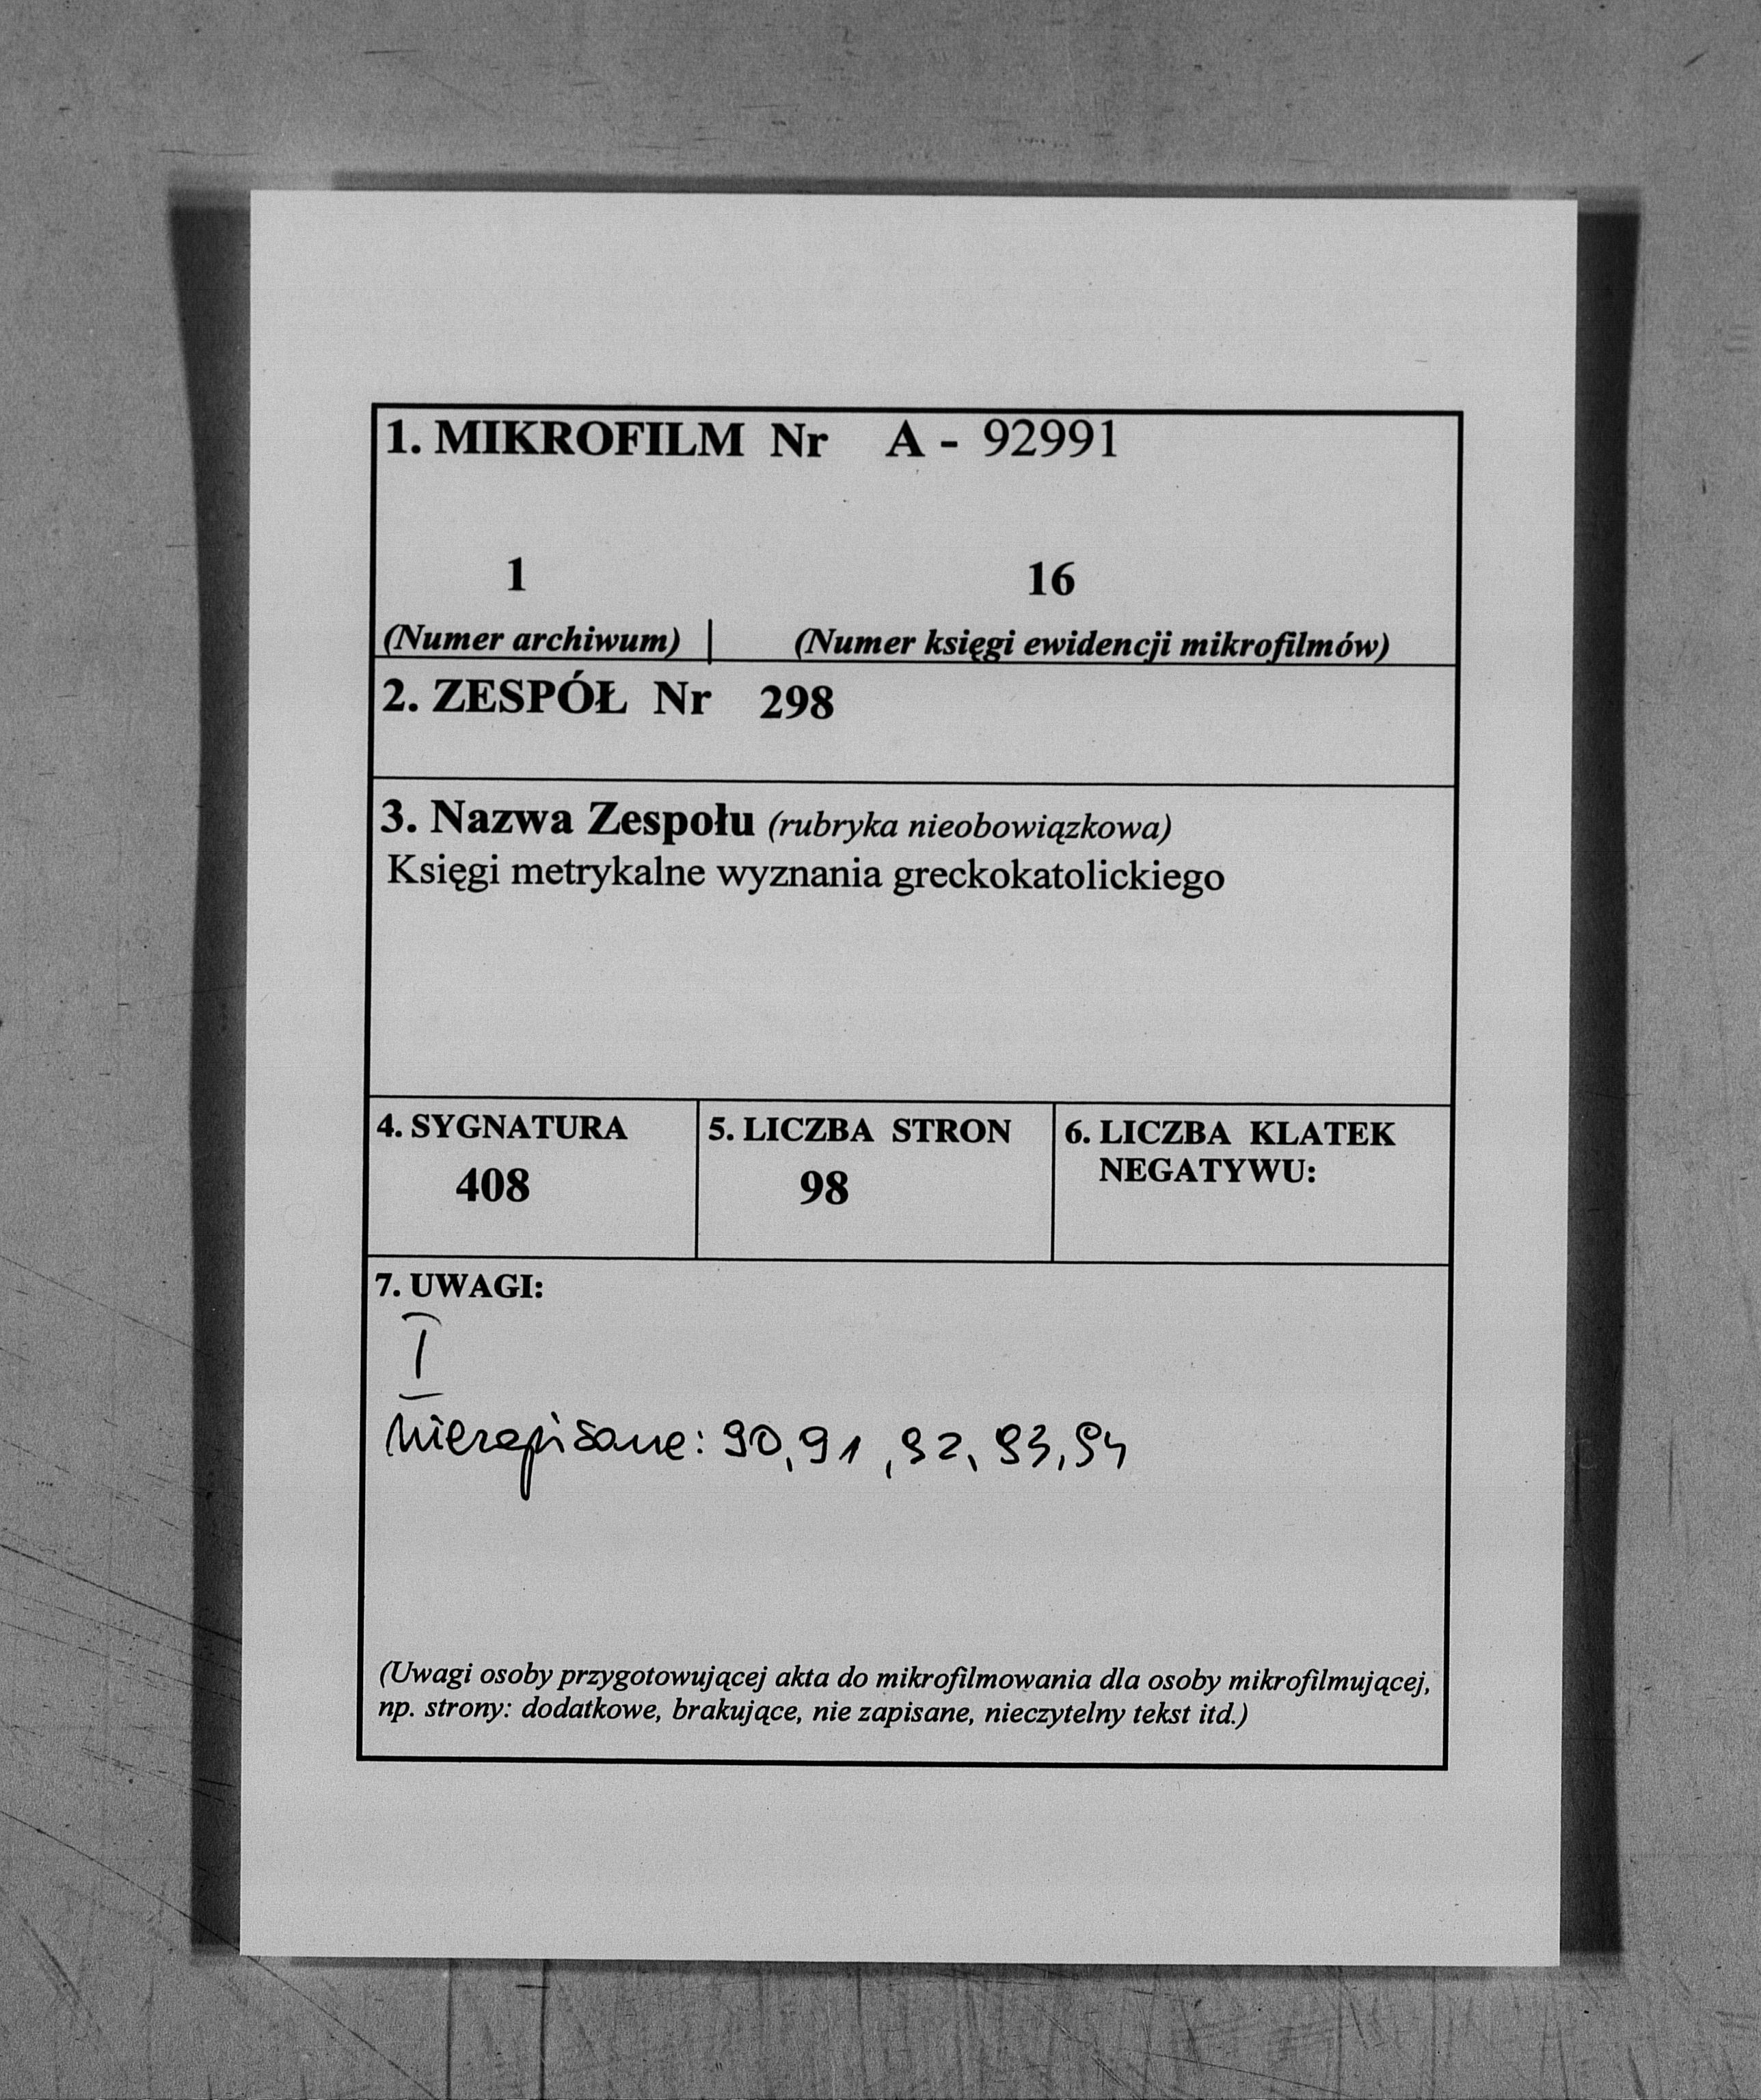 1. MIKROFILM Nr A - 92991
1 16
(Numer archiwum) (Numer księgi ewidencji mikrofilmów)
2. ZESPÓŁ Nr 298
3. Nazwa Zespołu (rubryka nieobowiązkowa)
Księgi metrykalne wyznania greckokatolickiego
4. SYGNATURA
408
5. LICZBA STRON
98
6. LICZBA KLATEK
NEGATYWU:
7. UWAGI:
I
niezapisane: 90, 91, 92, 93, 94
(Uwagi osoby przygotowującej akta do mikrofilmowania dla osoby mikrofilmującej,
np. strony: dodatkowe, brakujące, nie zapisane, nieczytelny tekst itd.)